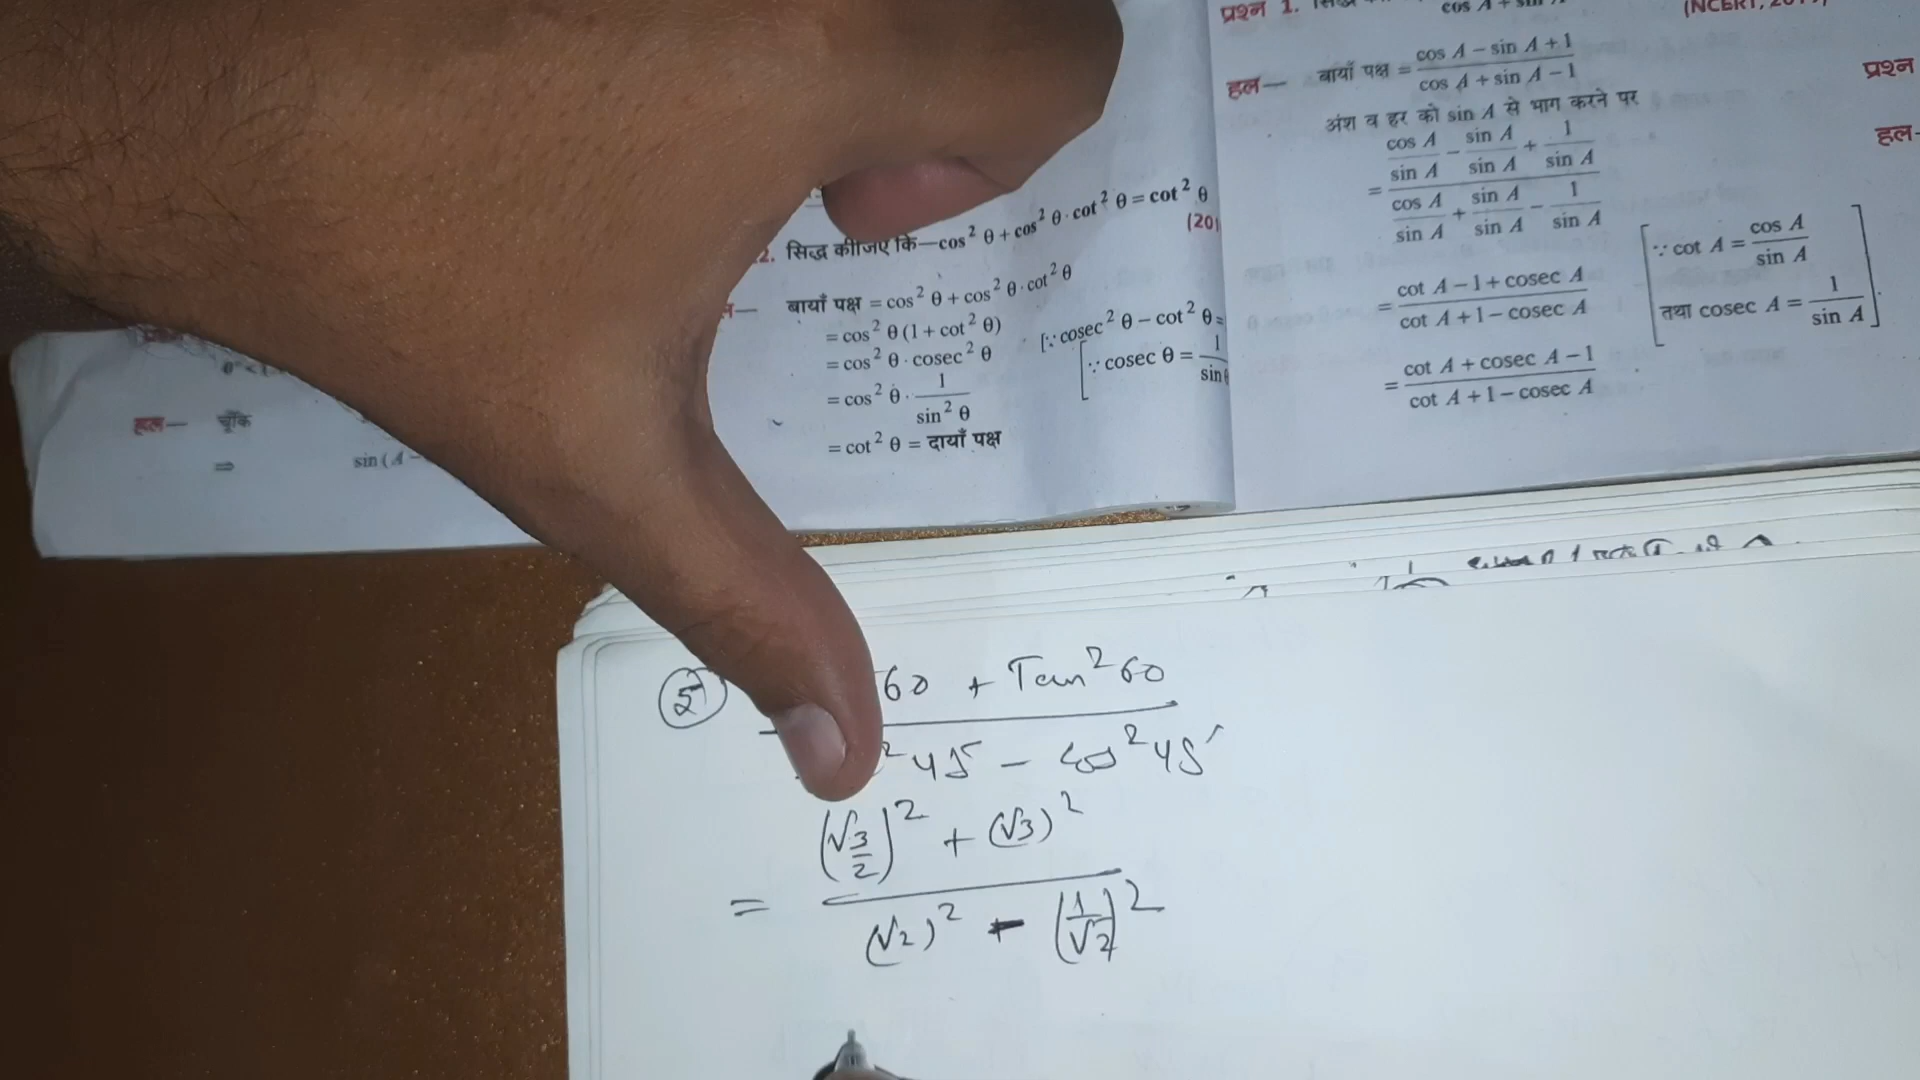 2. सिद्ध कीजिए कि—cos² θ + cos² θ · cot² θ = cot² θ
(201
बायाँ पक्ष = cos² θ + cos² θ · cot² θ
= cos² θ (1 + cot² θ)
= cos² θ · cosec² θ [∵ cosec² θ – cot² θ =
= cos² θ · 1/sin² θ [∵ cosec θ = 1/sin θ
= cot² θ = दायाँ पक्ष
हल— चूँकि
⇒ sin (A –
प्रश्न 1.
cos A + sin A
(NCERT,
हल— बायाँ पक्ष = (cos A – sin A + 1)/(cos A + sin A – 1)
अंश व हर को sin A से भाग करने पर
= (cos A/sin A – sin A/sin A + 1/sin A)/(cos A/sin A + sin A/sin A – 1/sin A)
= (cot A – 1 + cosec A)/(cot A + 1 – cosec A) [∵ cot A = cos A/sin A
तथा cosec A = 1/sin A].
= (cot A + cosec A – 1)/(cot A + 1 – cosec A)
प्रश्न
हल-
60 + Tan² 60
² 45 – Cos² 45
= ((√3/2)² + (√3)²)/((√2)² - (1/√2)²)